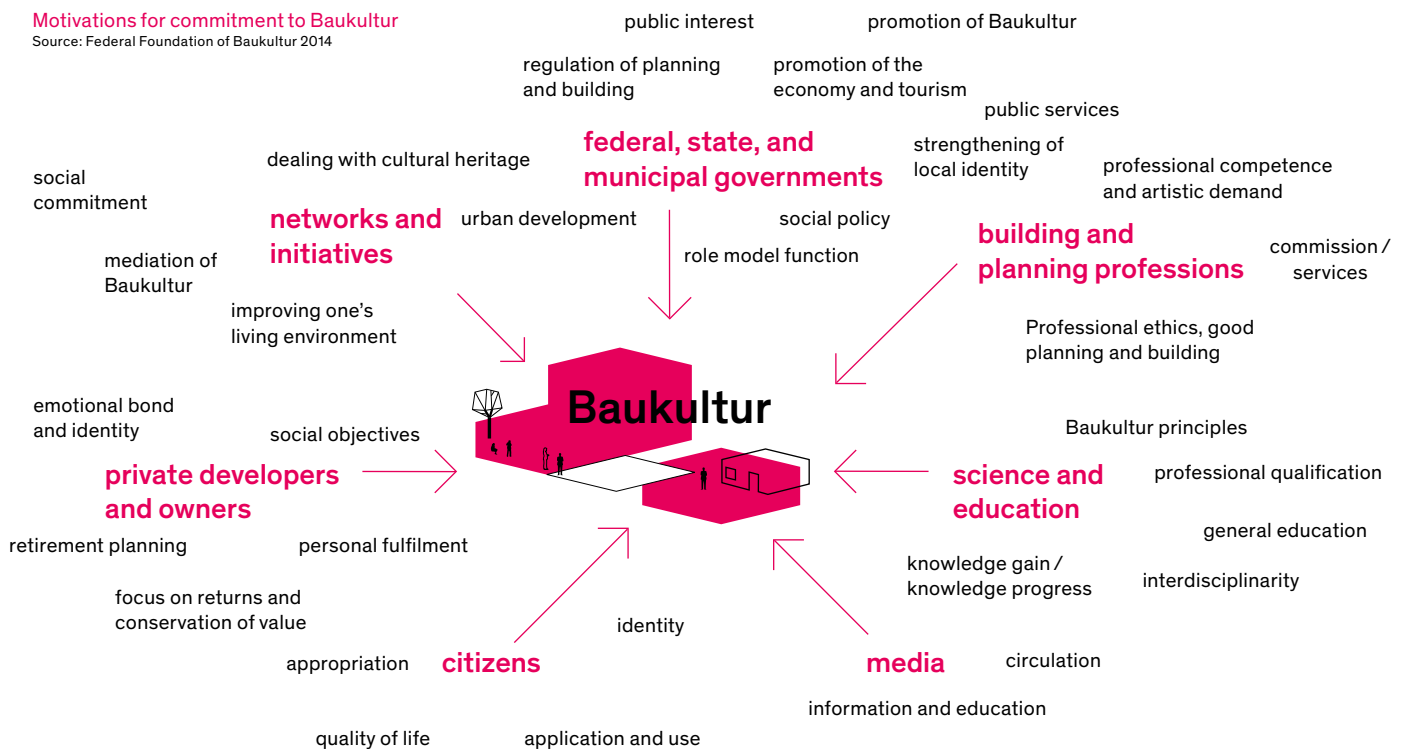 Motivations for commitment to Baukultur
Source: Federal Foundation of Baukultur 2014
public interest
promotion of Baukultur
regulation of planning
and building
promotion of the
economy and tourism
public services
federal, state, and
municipal governments
strengthening of
local identity
urban development
social policy
role model function
dealing with cultural heritage
social
commitment
networks and
initiatives
mediation of
Baukultur
improving one’s
living environment
professional competence
and artistic demand
building and
planning professions
commission /
services
Professional ethics, good
planning and building
Baukultur
emotional bond
and identity
social objectives
private developers
and owners
retirement planning
personal fulfilment
focus on returns and
conservation of value
Baukultur principles
science and
education
professional qualification
general education
knowledge gain /
knowledge progress
interdisciplinarity
identity
appropriation
citizens
quality of life
application and use
media
circulation
information and education